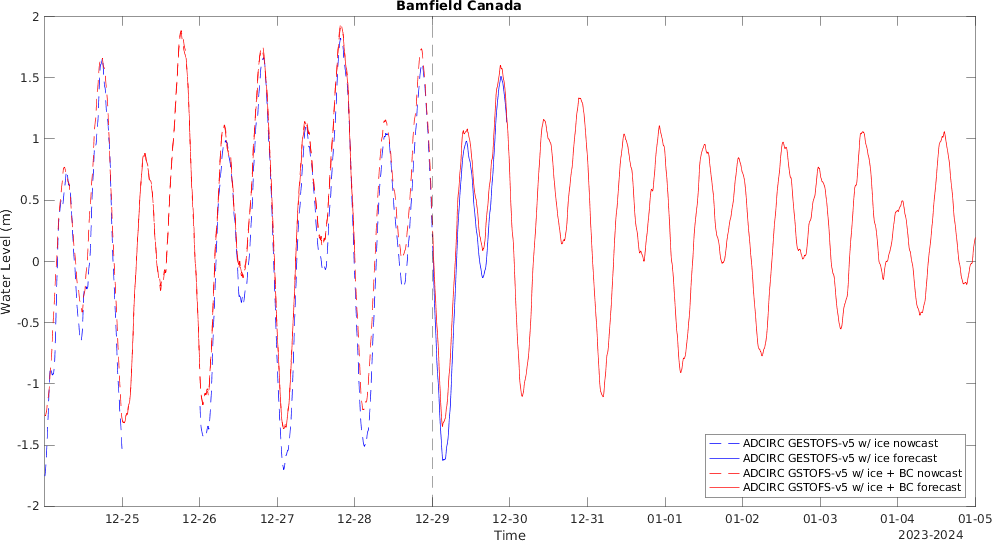 Bamfield Canada
2
1.5
1
0.5
0
-0.5
-1
-1.5
-2
Water Level (m)
12-25 12-26 12-27 12-28 12-29 12-30 12-31 01-01 01-02 01-03 01-04 01-05
Time
2023-2024
ADCIRC GESTOFS-v5 w/ ice nowcast
ADCIRC GESTOFS-v5 w/ ice forecast
ADCIRC GSTOFS-v5 w/ ice + BC nowcast
ADCIRC GSTOFS-v5 w/ ice + BC forecast